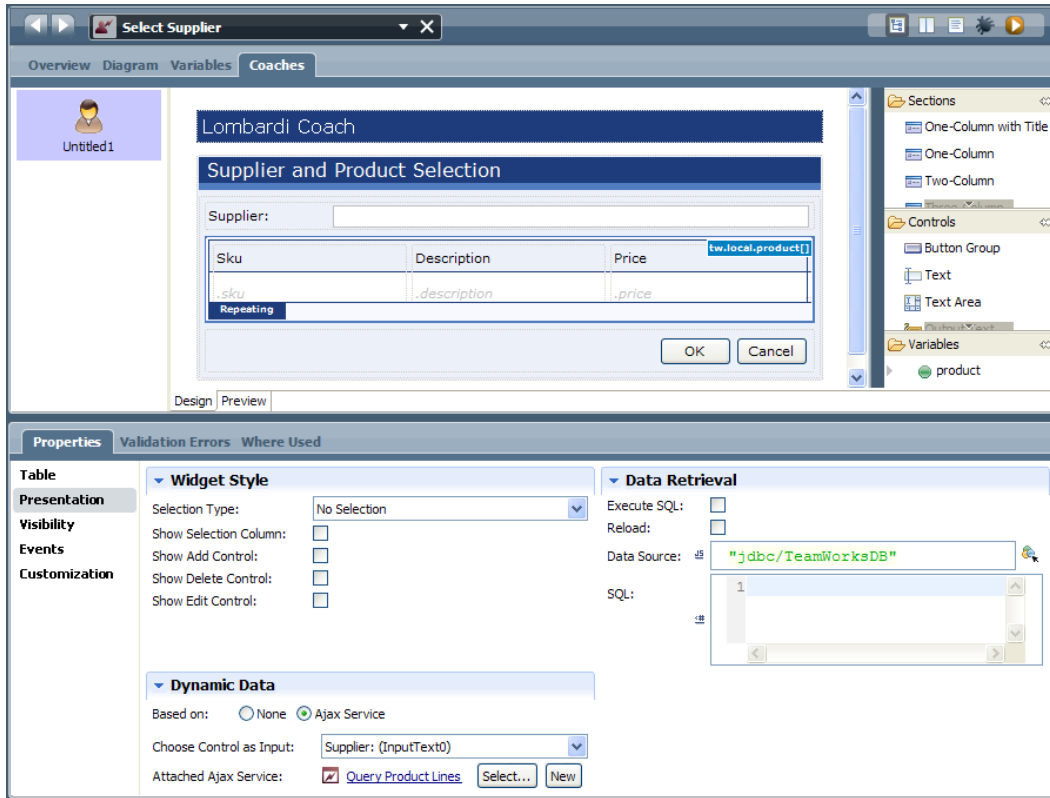 Select Supplier
Overview Diagram Variables Coaches
Untitled1
Lombardi Coach
Supplier and Product Selection
Supplier:
tw.local.product[]
Sku Description Price
.sku .description .price
Repeating
OK Cancel
Design Preview
Sections
One-Column with Title
One-Column
Two-Column
Three-Column
Controls
Button Group
Text
Text Area
Output Text
Variables
product
Properties Validation Errors Where Used
Table
Presentation
Visibility
Events
Customization
Widget Style
Selection Type: No Selection
Show Selection Column:
Show Add Control:
Show Delete Control:
Show Edit Control:
Data Retrieval
Execute SQL:
Reload:
Data Source: JS "jdbc/TeamWorksDB"
SQL: 1
<#
Dynamic Data
Based on: None Ajax Service
Choose Control as Input: Supplier: (InputText0)
Attached Ajax Service: Query Product Lines Select... New